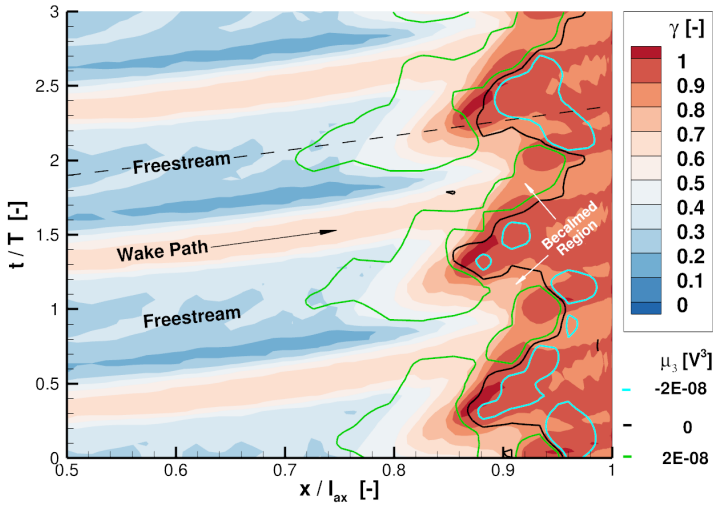 3
2.5
2
1.5
1
0.5
0
t / T [-]
0.5
0.6
0.7
0.8
0.9
1
x / l_ax [-]
Freestream
Wake Path
Freestream
Becalmed
Region
γ [-]
1
0.9
0.8
0.7
0.6
0.5
0.4
0.3
0.2
0.1
0
μ₃ [V³]
-2E-08
0
2E-08